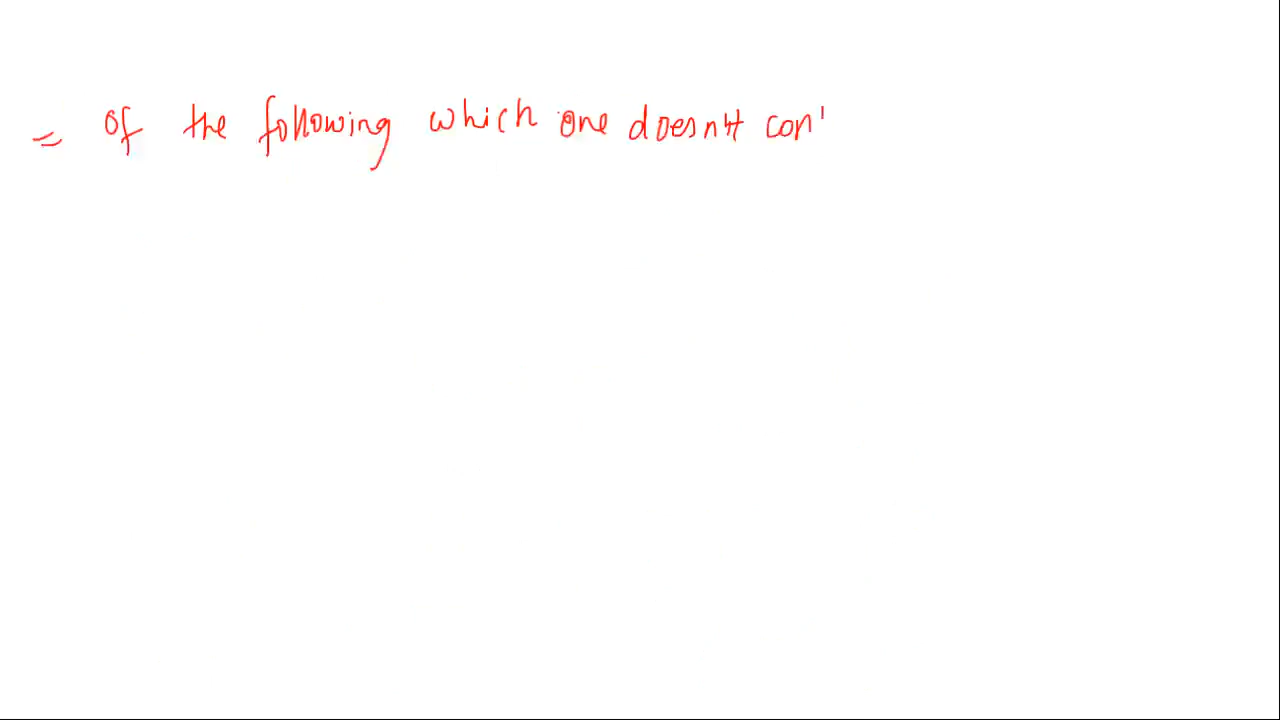 = Of the following which one doesn't con'